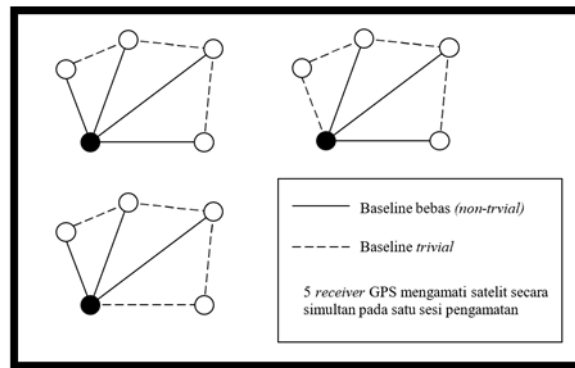 Baseline bebas (non-trvial)
Baseline trivial
5 receiver GPS mengamati satelit secara
simultan pada satu sesi pengamatan